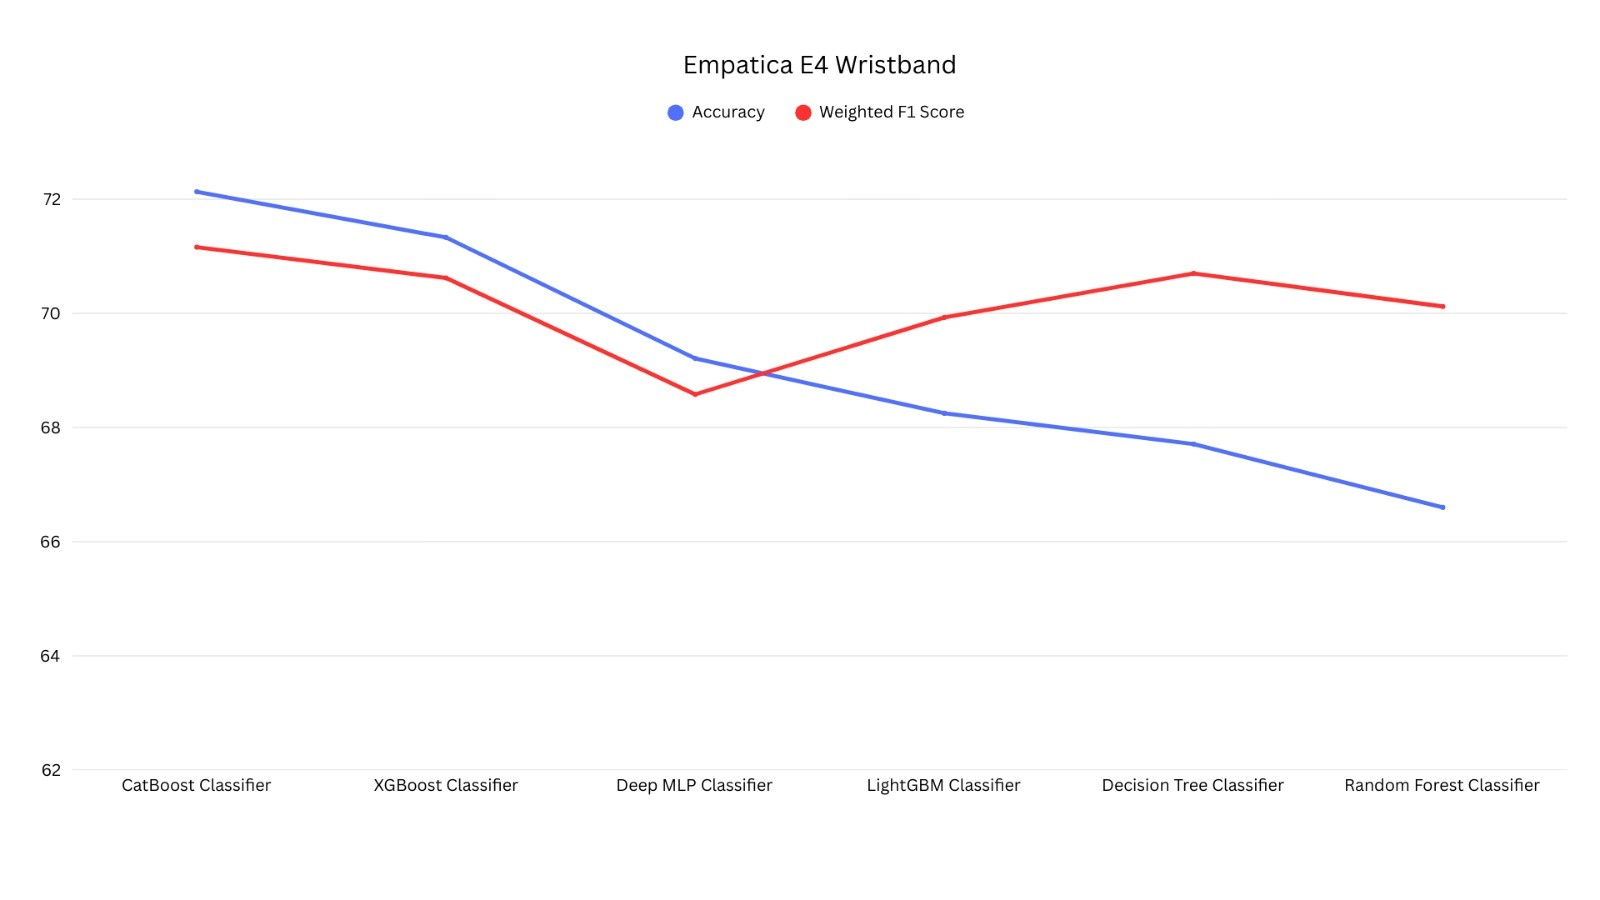 Empatica E4 Wristband
Accuracy Weighted F1 Score
72
70
68
66
64
62
CatBoost Classifier XGBoost Classifier Deep MLP Classifier LightGBM Classifier Decision Tree Classifier Random Forest Classifier